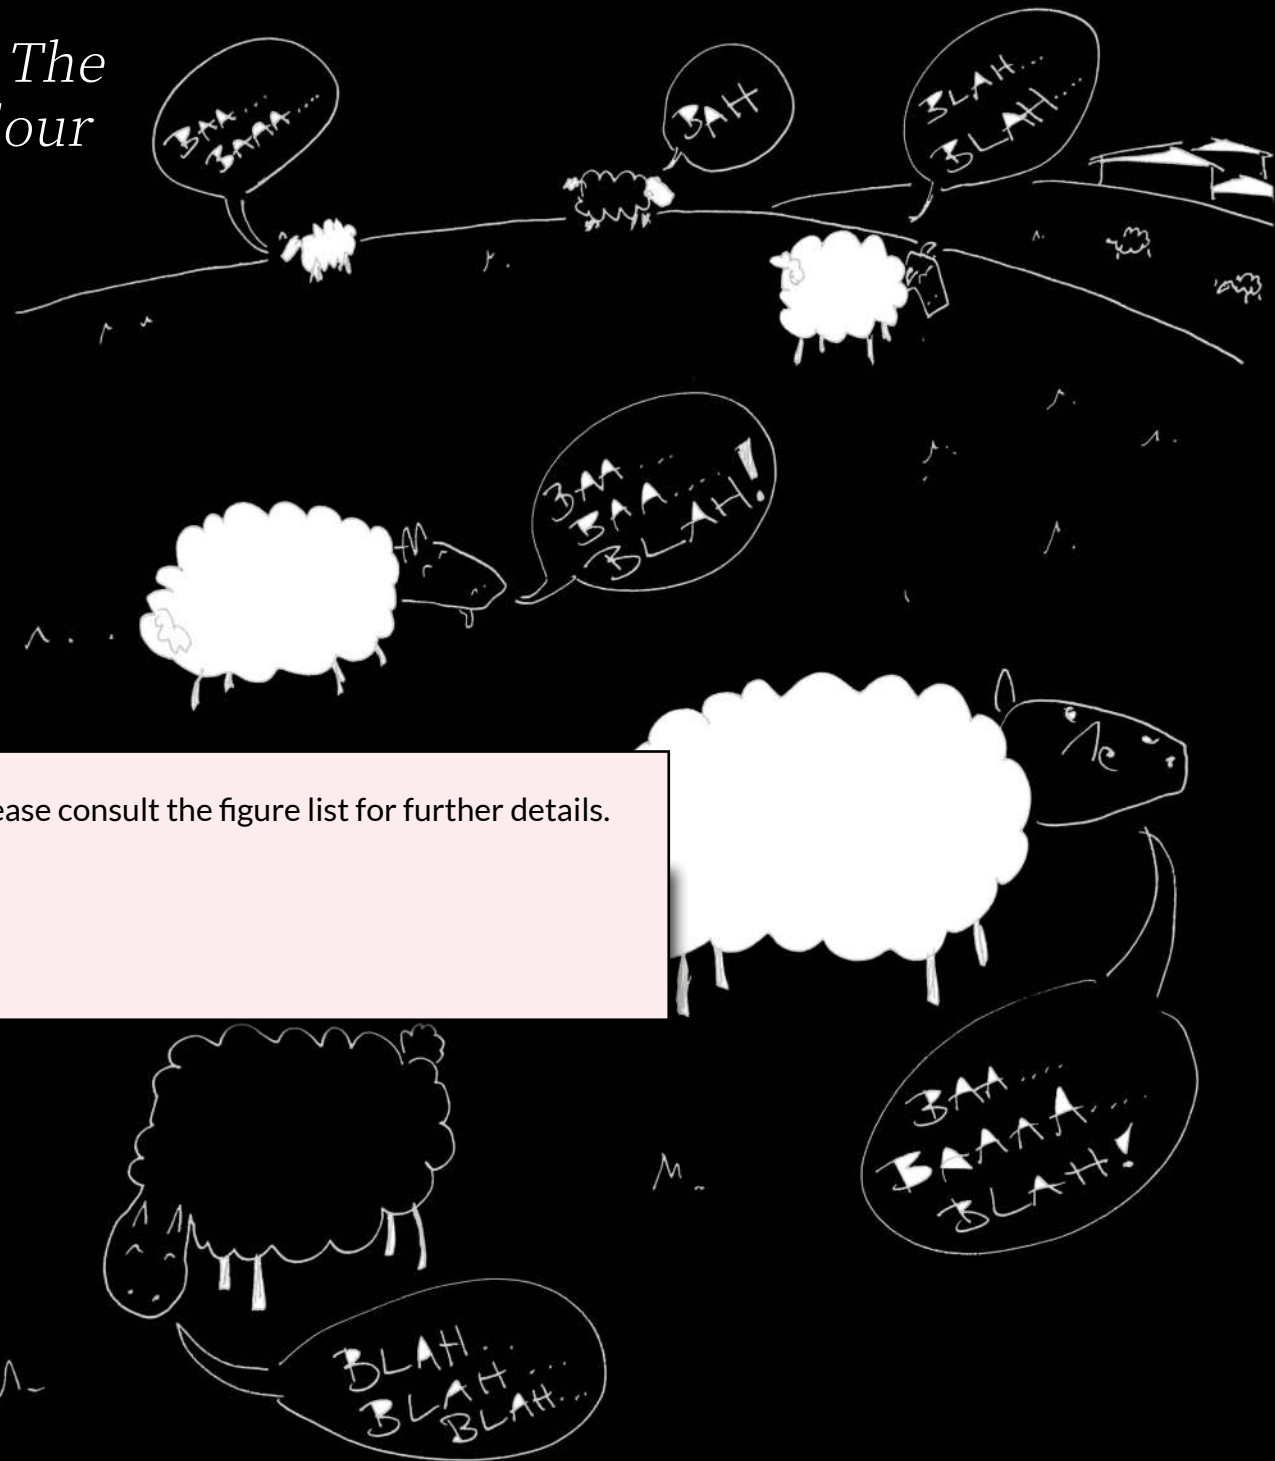 The
lour
BAA...
BAAA....
BAH
BLAH...
BLAH....
BAA ...
BAA....
BLAH!
ease consult the figure list for further details.
BAA ....
BAAAA....
BLAH!
BLAH...
BLAH ...
BLAH...